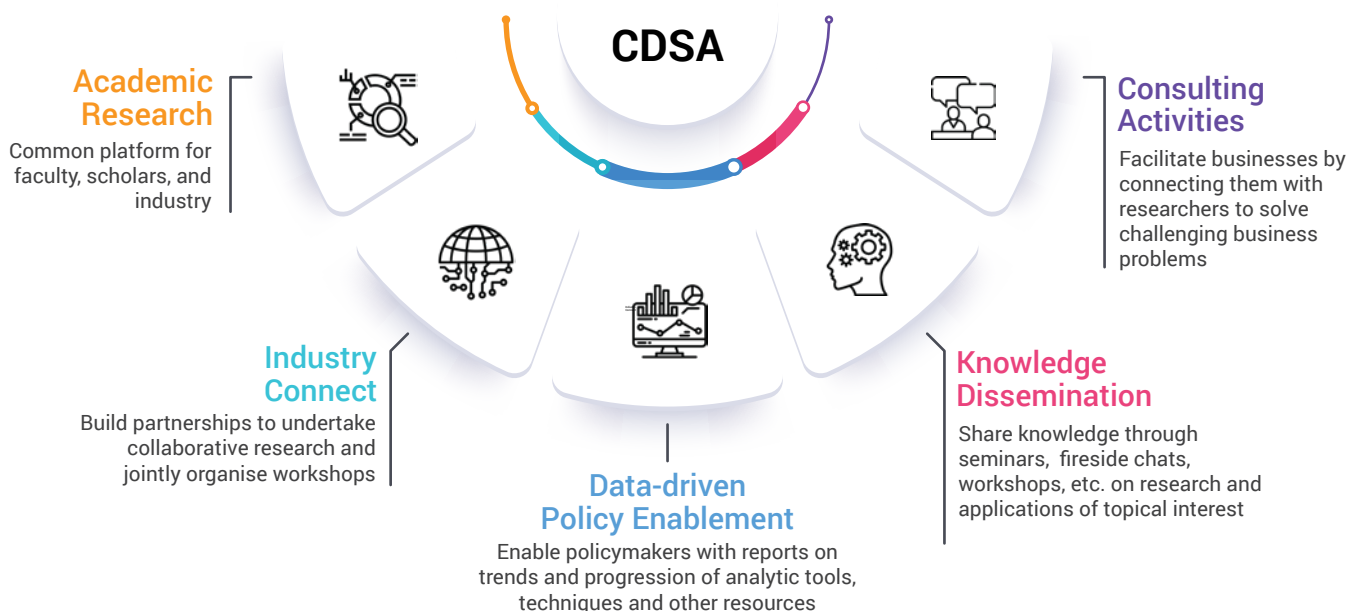 CDSA
Academic
Research
Common platform for
faculty, scholars, and
industry
Industry
Connect
Build partnerships to undertake
collaborative research and
jointly organise workshops
Data-driven
Policy Enablement
Enable policymakers with reports on
trends and progression of analytic tools,
techniques and other resources
Knowledge
Dissemination
Share knowledge through
seminars, fireside chats,
workshops, etc. on research and
applications of topical interest
Consulting
Activities
Facilitate businesses by
connecting them with
researchers to solve
challenging business
problems